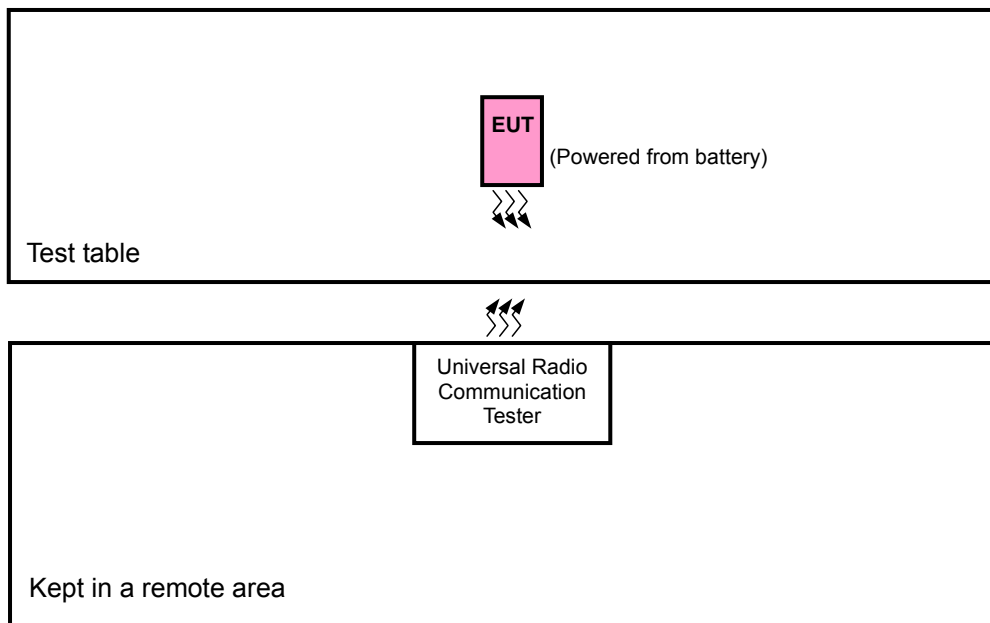 EUT
(Powered from battery)
Test table
Universal Radio
Communication
Tester
Kept in a remote area